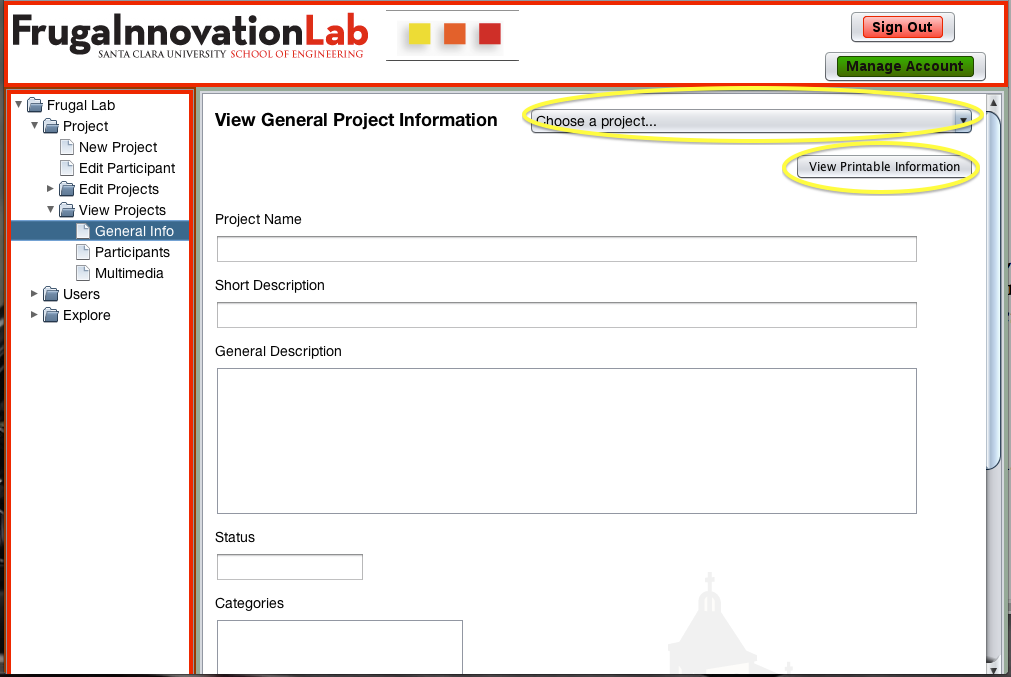 FrugalInnovationLab
SANTA CLARA UNIVERSITY SCHOOL OF ENGINEERING
Sign Out
Manage Account
Frugal Lab
Project
New Project
Edit Participant
Edit Projects
View Projects
General Info
Participants
Multimedia
Users
Explore
View General Project Information
Choose a project...
View Printable Information
Project Name
Short Description
General Description
Status
Categories